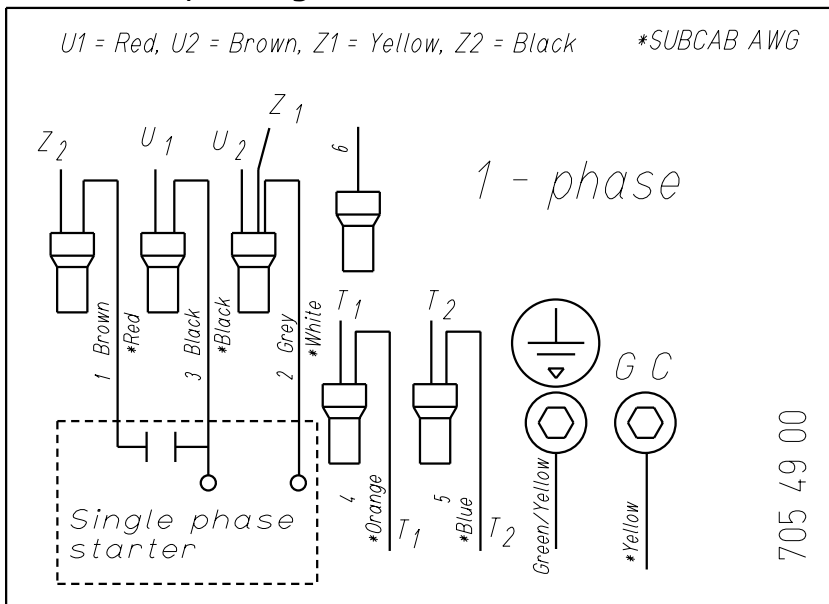 U1 = Red, U2 = Brown, Z1 = Yellow, Z2 = Black
*SUBCAB AWG
Z2
U1
U2
Z1
6
1 - phase
1 Brown
*Red
3 Black
*Black
2 Grey
*White
T1
T2
G C
4
*Orange
T1
5
*Blue
T2
Green/Yellow
*Yellow
Single phase
starter
705 49 00